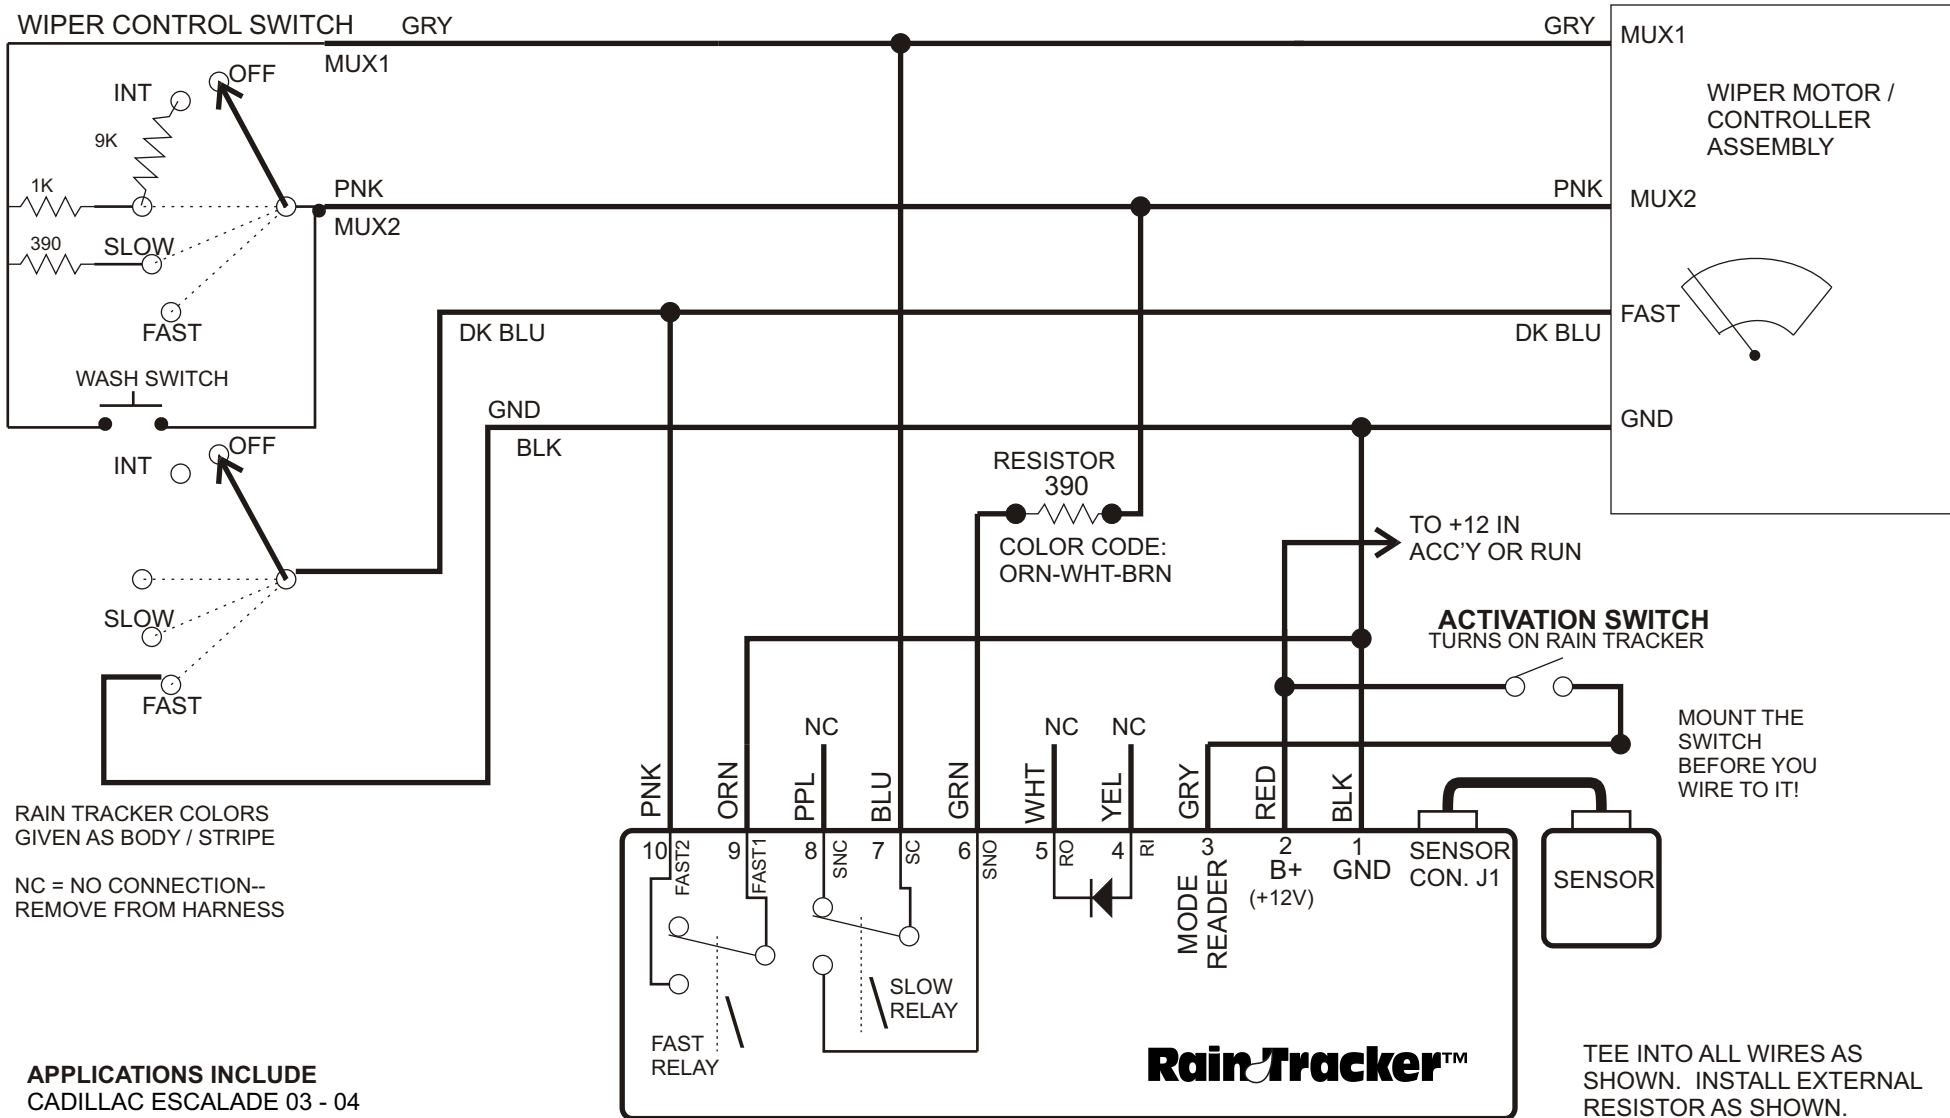 WIPER CONTROL SWITCH
GRY
MUX1
GRY
MUX1
INT
OFF
9K
1K
390
SLOW
FAST
WASH SWITCH
PNK
MUX2
PNK
MUX2
WIPER MOTOR /
CONTROLLER
ASSEMBLY
DK BLU
DK BLU
FAST
GND
BLK
GND
INT
OFF
SLOW
FAST
RESISTOR
390
COLOR CODE:
ORN-WHT-BRN
TO +12 IN
ACC'Y OR RUN
ACTIVATION SWITCH
TURNS ON RAIN TRACKER
MOUNT THE
SWITCH
BEFORE YOU
WIRE TO IT!
RAIN TRACKER COLORS
GIVEN AS BODY / STRIPE
NC = NO CONNECTION--
REMOVE FROM HARNESS
NC
NC
NC
PNK
ORN
PPL
BLU
GRN
WHT
YEL
GRY
RED
BLK
10
FAST2
9
FAST1
8
SNC
7
SC
6
SNO
5
RO
4
RI
3
MODE
READER
2
B+
(+12V)
1
GND
SENSOR
CON. J1
SENSOR
FAST
RELAY
SLOW
RELAY
RainTracker™
APPLICATIONS INCLUDE
CADILLAC ESCALADE 03 - 04
TEE INTO ALL WIRES AS
SHOWN. INSTALL EXTERNAL
RESISTOR AS SHOWN.